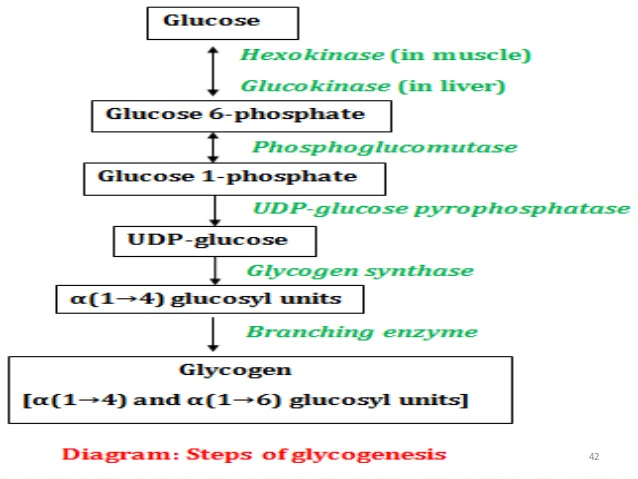 Glucose
Hexokinase (in muscle)
Glucokinase (in liver)
Glucose 6-phosphate
Phosphoglucomutase
Glucose 1-phosphate
UDP-glucose pyrophosphatase
UDP-glucose
Glycogen synthase
α(1→4) glucosyl units
Branching enzyme
Glycogen
[α(1→4) and α(1→6) glucosyl units]
Diagram: Steps of glycogenesis
42